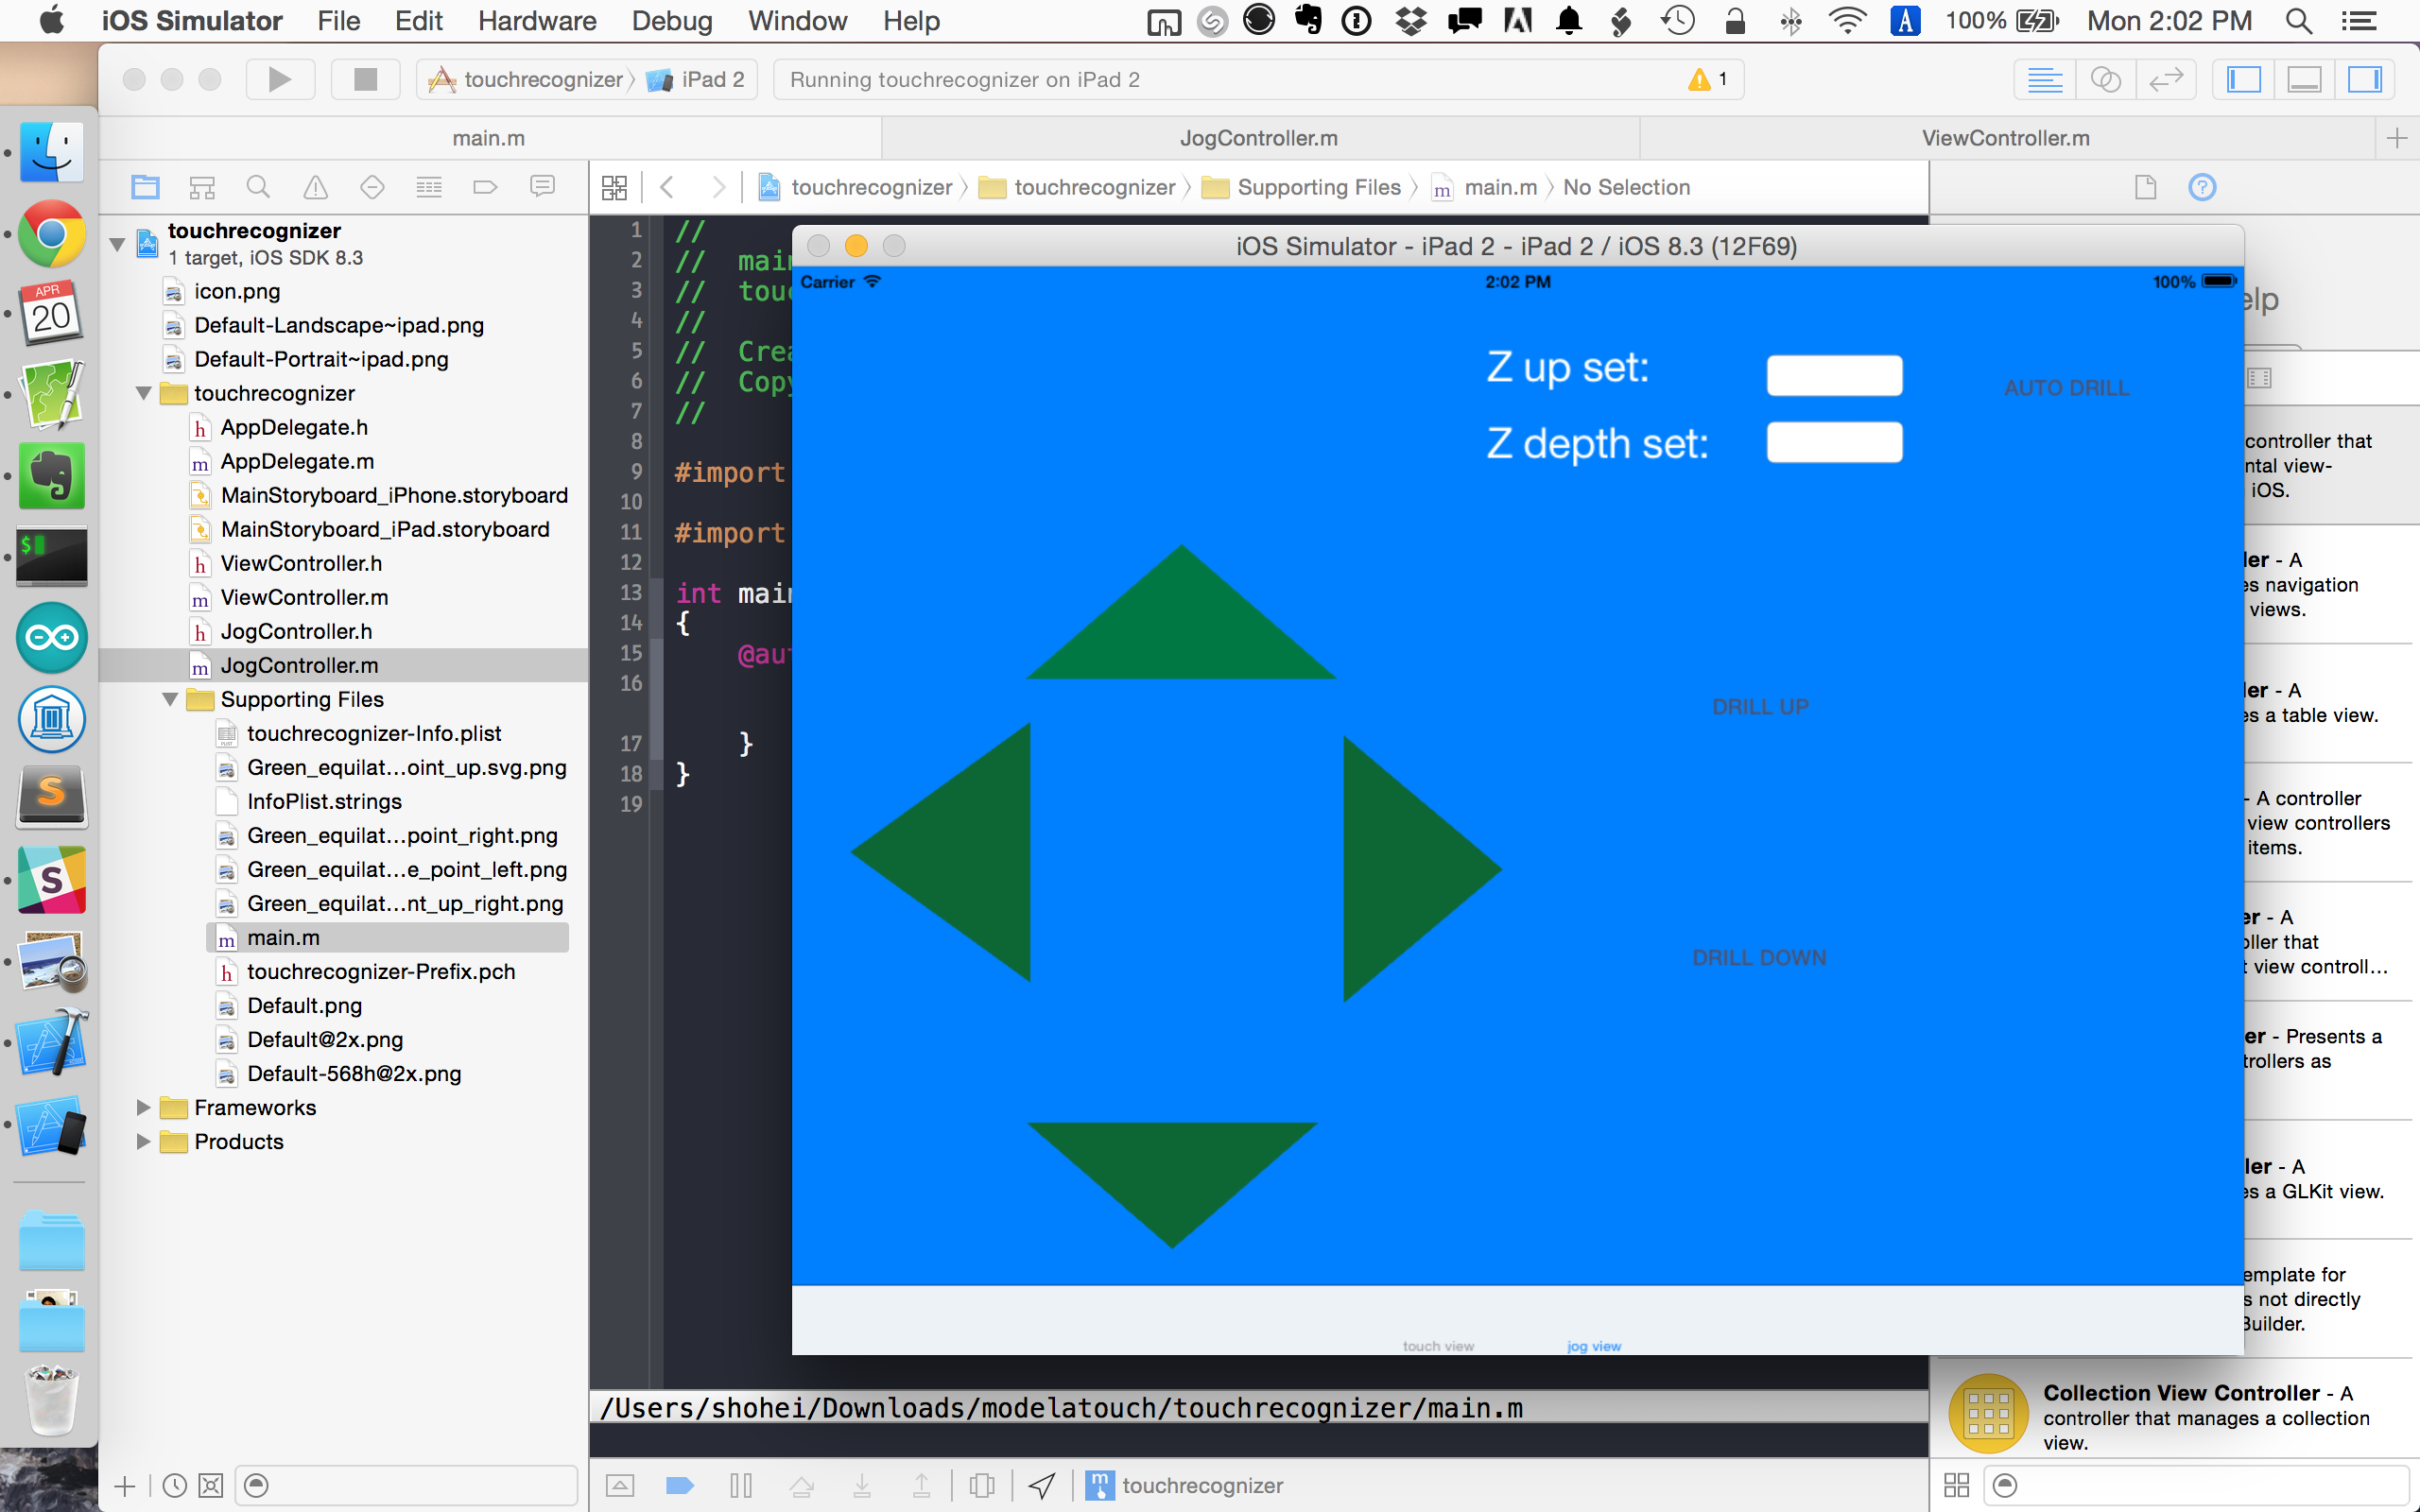 iOS Simulator File Edit Hardware Debug Window Help 100% Mon 2:02 PM
touchrecognizer iPad 2 Running touchrecognizer on iPad 2 1
main.m JogController.m ViewController.m
touchrecognizer touchrecognizer Supporting Files main.m No Selection
touchrecognizer
1 target, iOS SDK 8.3
icon.png
Default-Landscape~ipad.png
Default-Portrait~ipad.png
touchrecognizer
AppDelegate.h
AppDelegate.m
MainStoryboard_iPhone.storyboard
MainStoryboard_iPad.storyboard
ViewController.h
ViewController.m
JogController.h
JogController.m
Supporting Files
touchrecognizer-Info.plist
Green_equilat...oint_up.svg.png
InfoPlist.strings
Green_equilat...point_right.png
Green_equilat...e_point_left.png
Green_equilat...nt_up_right.png
main.m
touchrecognizer-Prefix.pch
Default.png
Default@2x.png
Default-568h@2x.png
Frameworks
Products
APR
20
1 //
2 // main
3 // tou
4 //
5 // Crea
6 // Copy
7 //
8
9 #import
10
11 #import
12
13 int main
14 {
15 @aut
16
17 }
18 }
19
iOS Simulator - iPad 2 - iPad 2 / iOS 8.3 (12F69)
Carrier 2:02 PM 100%
Z up set:
AUTO DRILL
Z depth set:
DRILL UP
DRILL DOWN
touch view jog view
/Users/shohei/Downloads/modelatouch/touchrecognizer/main.m
touchrecognizer
elp
controller that
ntal view-
iOS.
ler - A
es navigation
views.
ler - A
es a table view.
- A controller
view controllers
items.
er - A
oller that
t view controll...
er - Presents a
trollers as
ler - A
es a GLKit view.
emplate for
s not directly
Builder.
Collection View Controller - A
controller that manages a collection
view.